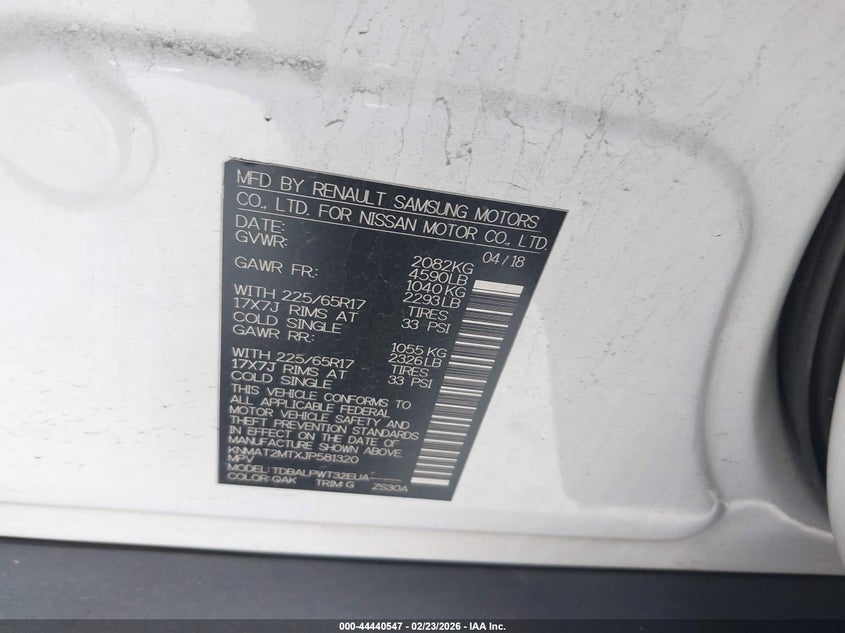 MFD BY RENAULT SAMSUNG MOTORS
CO., LTD. FOR NISSAN MOTOR CO., LTD.
DATE: 04/18
GVWR: 2082KG
4590LB
GAWR FR: 1040KG
2293LB
WITH 225/65R17 TIRES
17X7J RIMS AT 33 PSI
COLD SINGLE
GAWR RR: 1055 KG
2326LB
WITH 225/65R17 TIRES
17X7J RIMS AT 33 PSI
COLD SINGLE
THIS VEHICLE CONFORMS TO
ALL APPLICABLE FEDERAL
MOTOR VEHICLE SAFETY AND
THEFT PREVENTION STANDARDS
IN EFFECT ON THE DATE OF
MANUFACTURE SHOWN ABOVE.
KNMAT2MTXJP581320
MPV
MODEL: TDBALPWT32EUA-----
COLOR: QAK TRIM: G ZS30A
000-44440547 - 02/23/2026 - IAA Inc.